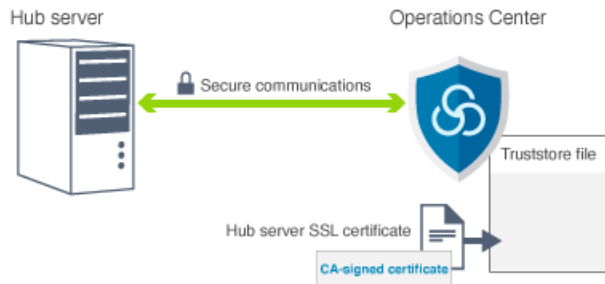 Hub server
Operations Center
Secure communications
Truststore file
Hub server SSL certificate
CA-signed certificate